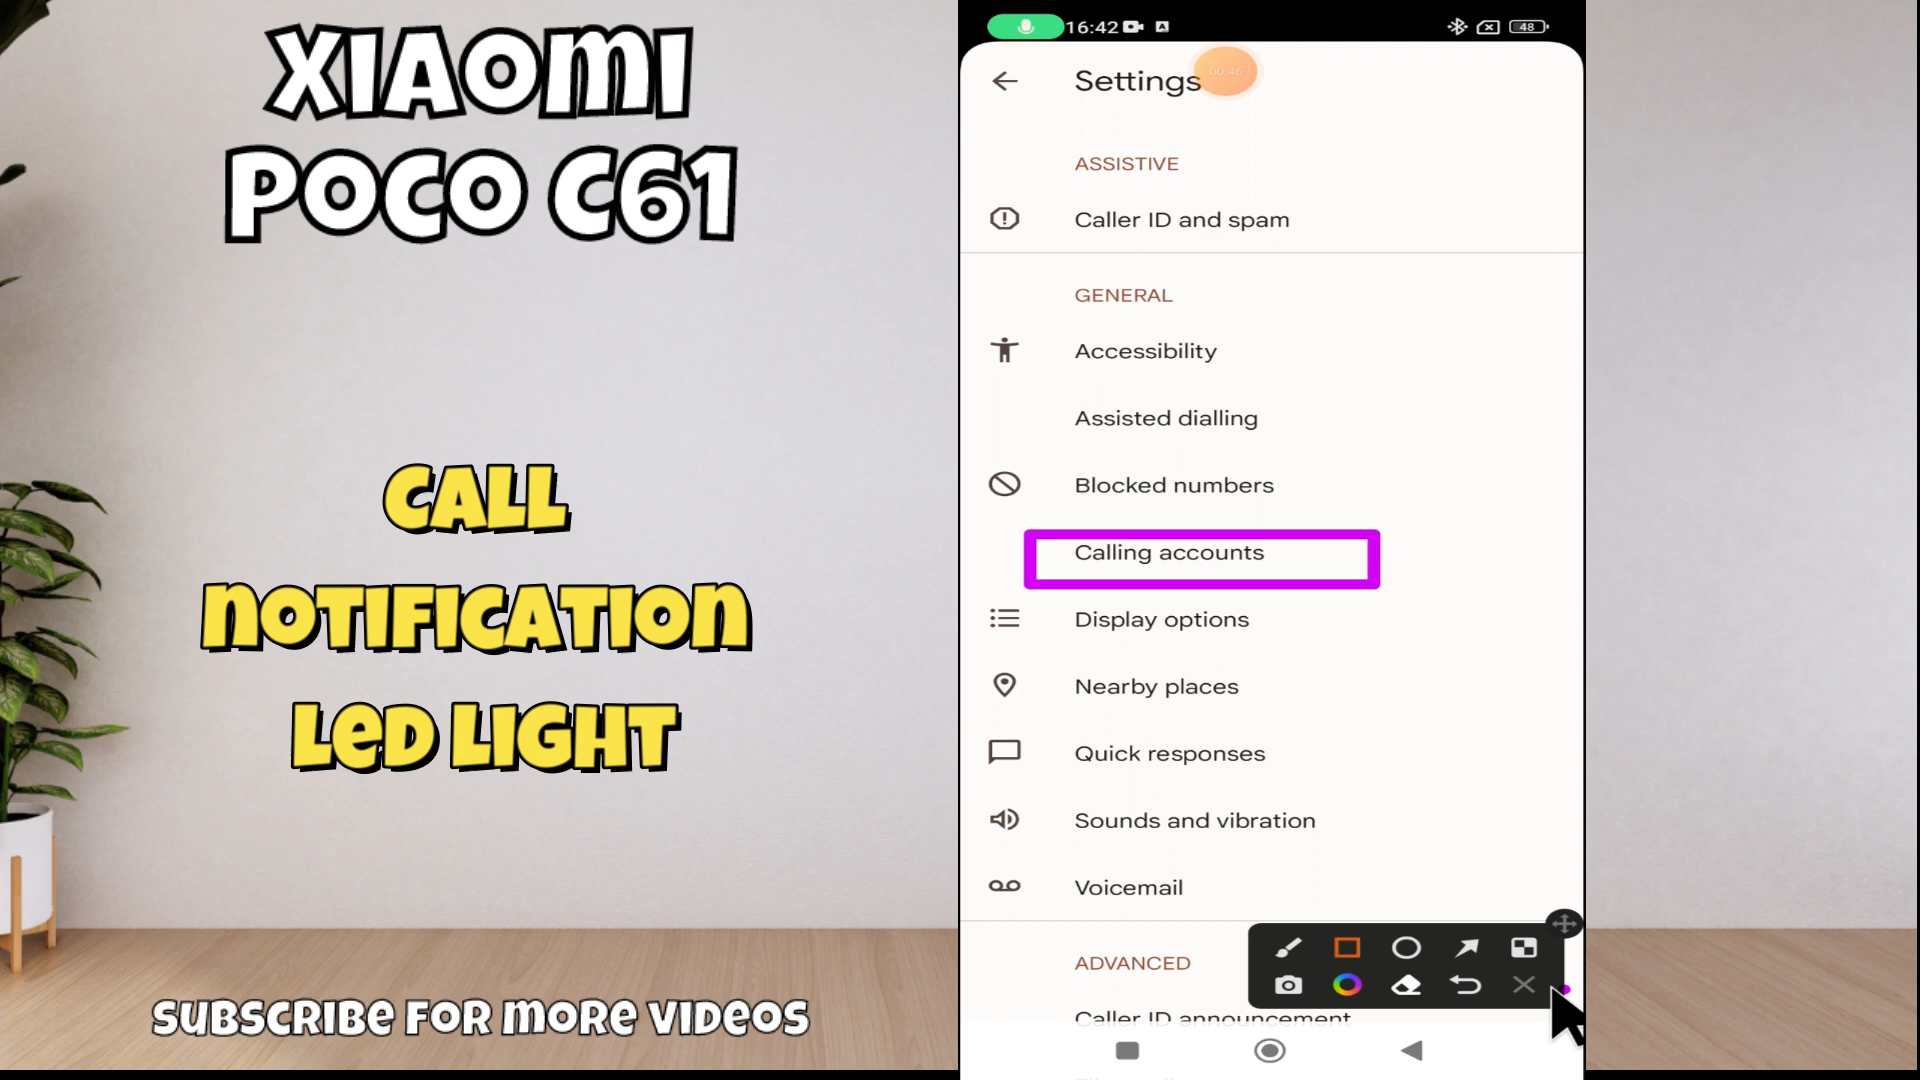 XIAOMI
POCO C61
CALL
NOTIFICATION
LED LIGHT
SUBSCRIBE FOR MORE VIDEOS
16:42
48
Settings
00:46
ASSISTIVE
Caller ID and spam
GENERAL
Accessibility
Assisted dialling
Blocked numbers
Calling accounts
Display options
Nearby places
Quick responses
Sounds and vibration
Voicemail
ADVANCED
Caller ID announcement